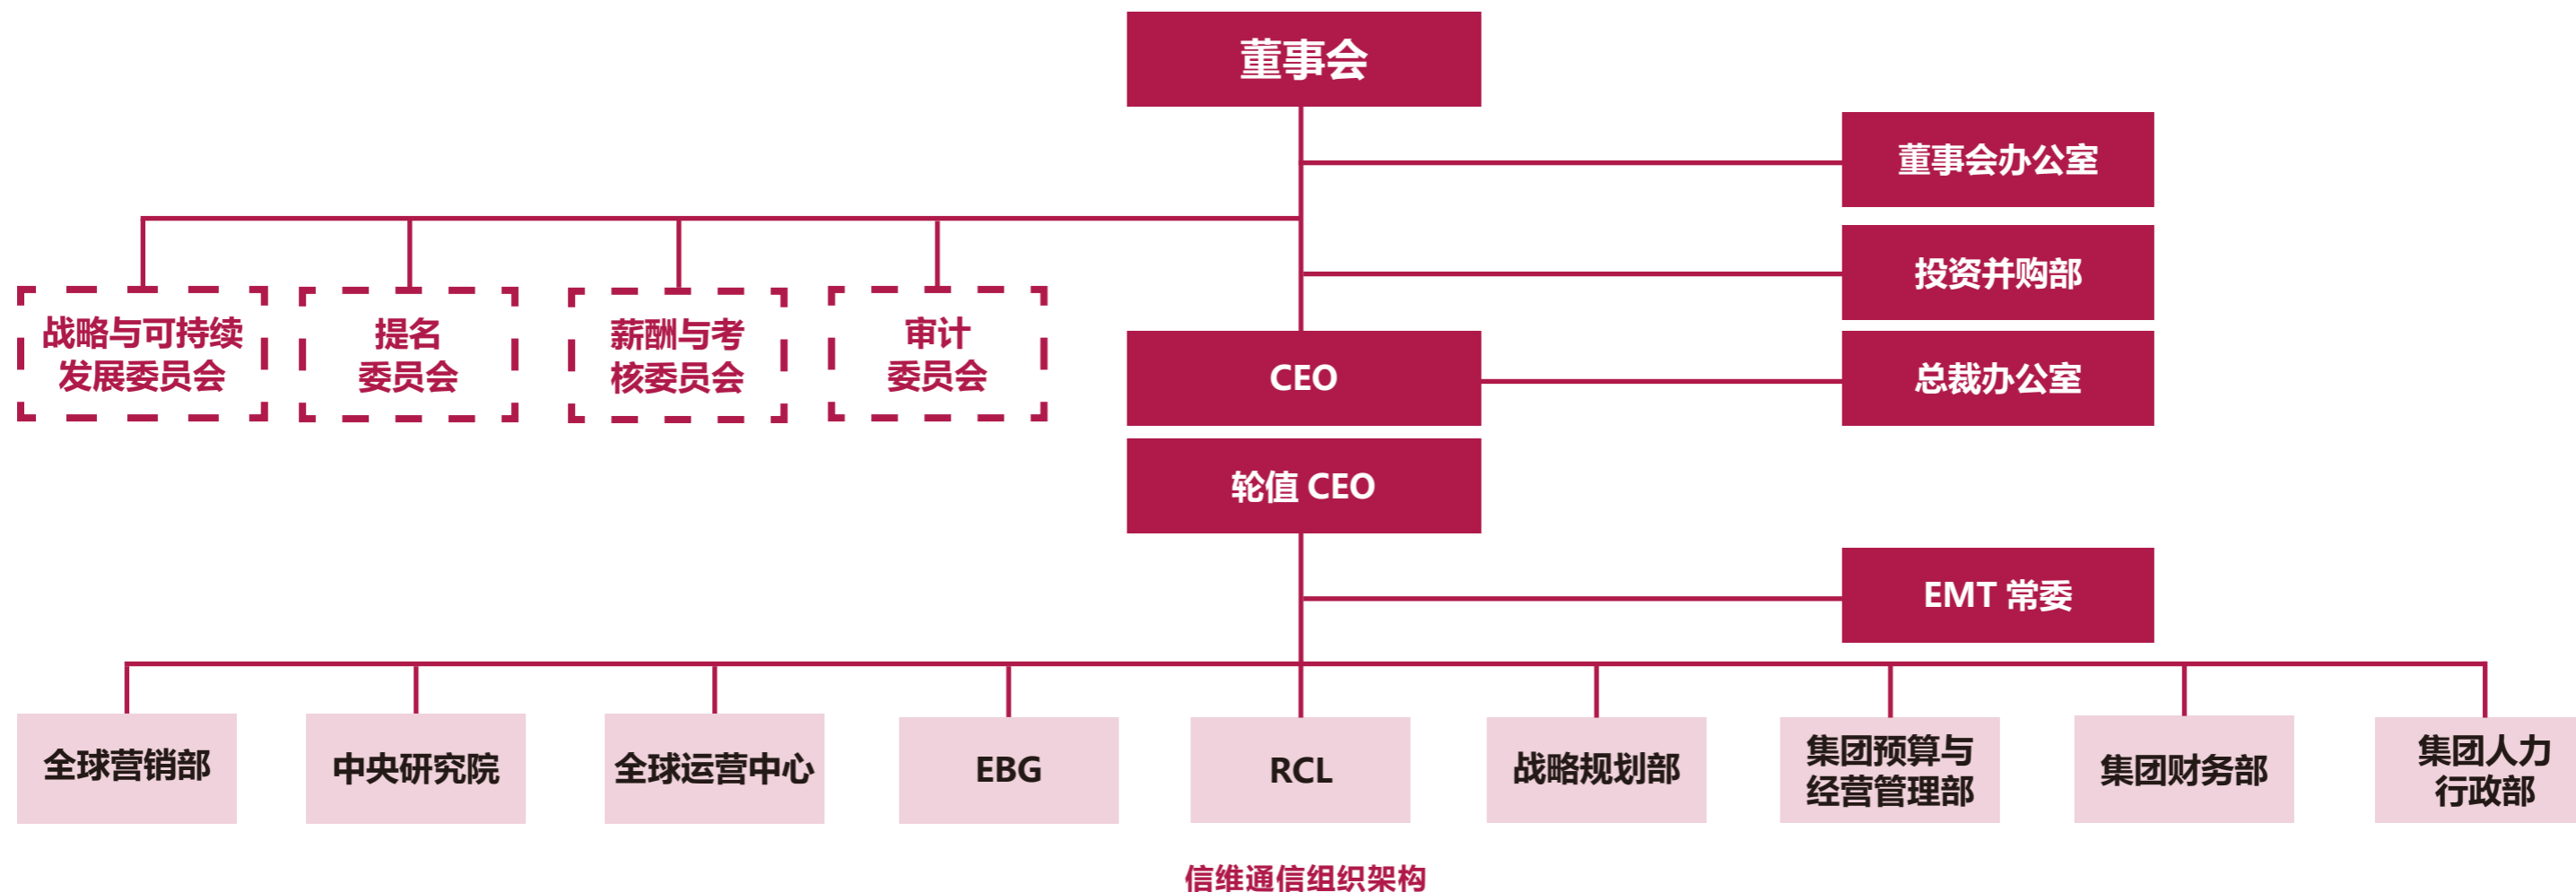 董事会
董事会办公室
投资并购部
战略与可持续
发展委员会
提名
委员会
薪酬与考
核委员会
审计
委员会
CEO
总裁办公室
轮值 CEO
EMT 常委
全球营销部
中央研究院
全球运营中心
EBG
RCL
战略规划部
集团预算与
经营管理部
集团财务部
集团人力
行政部
信维通信组织架构